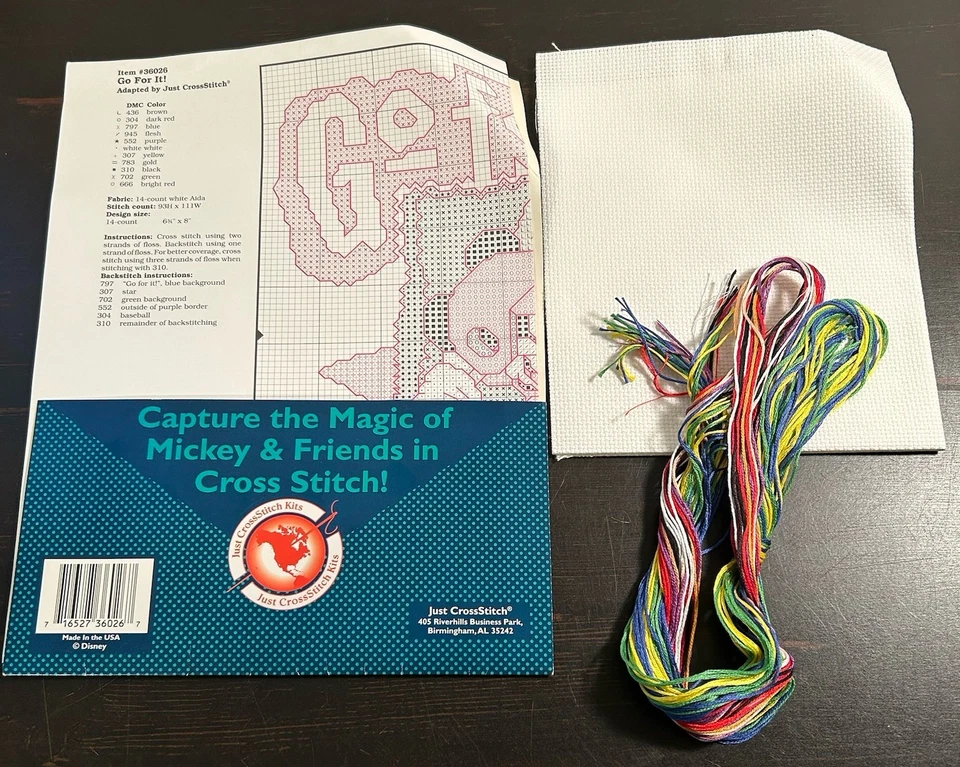 Item #36026
Go For It!
Adapted by Just CrossStitch®
DMC Color
436 brown
304 dark red
797 blue
945 flesh
552 purple
white white
307 yellow
783 gold
310 black
702 green
666 bright red
Fabric: 14-count white Aida
Stitch count: 93H x 111W
Design size:
14-count 6⅝" x 8"
Instructions: Cross stitch using two
strands of floss. Backstitch using one
strand of floss. For better coverage, cross
stitch using three strands of floss when
stitching with 310.
Backstitch instructions:
797 "Go for it!", blue background
307 star
702 green background
552 outside of purple border
304 baseball
310 remainder of backstitching
Go f
Capture the Magic of
Mickey & Friends in
Cross Stitch!
Just CrossStitch Kits
Just CrossStitch Kits
7 16527 36026 7
Made in the USA
© Disney
Just CrossStitch®
405 Riverhills Business Park,
Birmingham, AL 35242